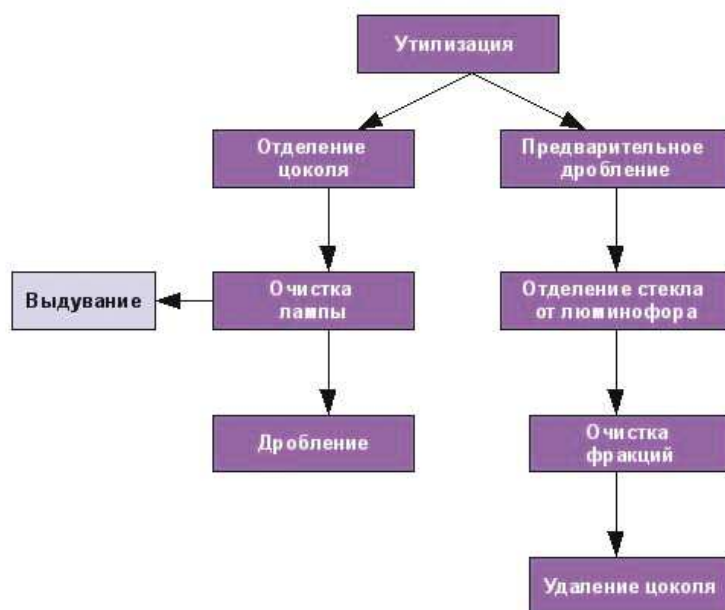 Утилизация
Отделение
цоколя
Предварительное
дробление
Выдувание
Очистка
лампы
Отделение стекла
от люминофора
Дробление
Очистка
фракций
Удаление цоколя